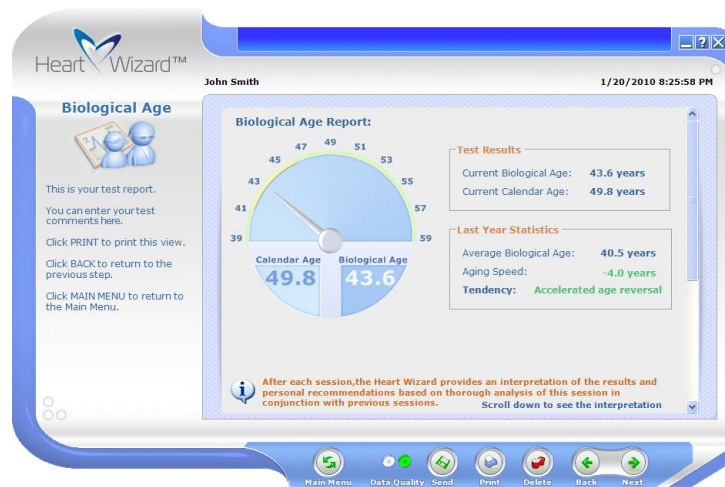 Heart Wizard™
John Smith
1/20/2010 8:25:58 PM
Biological Age
This is your test report.
You can enter your test
comments here.
Click PRINT to print this view.
Click BACK to return to the
previous step.
Click MAIN MENU to return to
the Main Menu.
Biological Age Report:
39
41
43
45
47
49
51
53
55
57
59
Calendar Age
49.8
Biological Age
43.6
Test Results
Current Biological Age: 43.6 years
Current Calendar Age: 49.8 years
Last Year Statistics
Average Biological Age: 40.5 years
Aging Speed: -4.0 years
Tendency: Accelerated age reversal
After each session,the Heart Wizard provides an interpretation of the results and
personal recommendations based on thorough analysis of this session in
conjunction with previous sessions.
Scroll down to see the interpretation
Main Menu
Data Quality
Send
Print
Delete
Back
Next